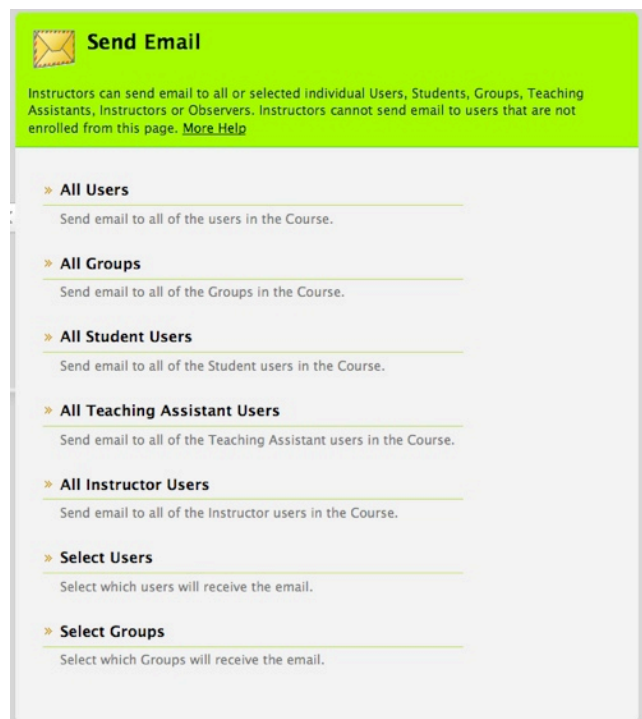 Send Email
Instructors can send email to all or selected individual Users, Students, Groups, Teaching
Assistants, Instructors or Observers. Instructors cannot send email to users that are not
enrolled from this page. More Help
» All Users
Send email to all of the users in the Course.
» All Groups
Send email to all of the Groups in the Course.
» All Student Users
Send email to all of the Student users in the Course.
» All Teaching Assistant Users
Send email to all of the Teaching Assistant users in the Course.
» All Instructor Users
Send email to all of the Instructor users in the Course.
» Select Users
Select which users will receive the email.
» Select Groups
Select which Groups will receive the email.